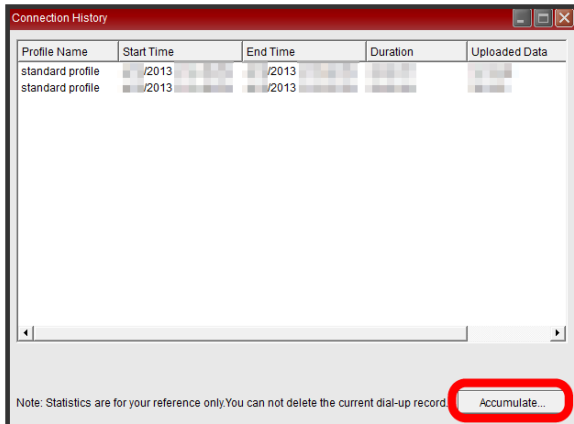 Connection History
Profile Name Start Time End Time Duration Uploaded Data
standard profile /2013 /2013
standard profile /2013 /2013
Note: Statistics are for your reference only.You can not delete the current dial-up record. Accumulate...